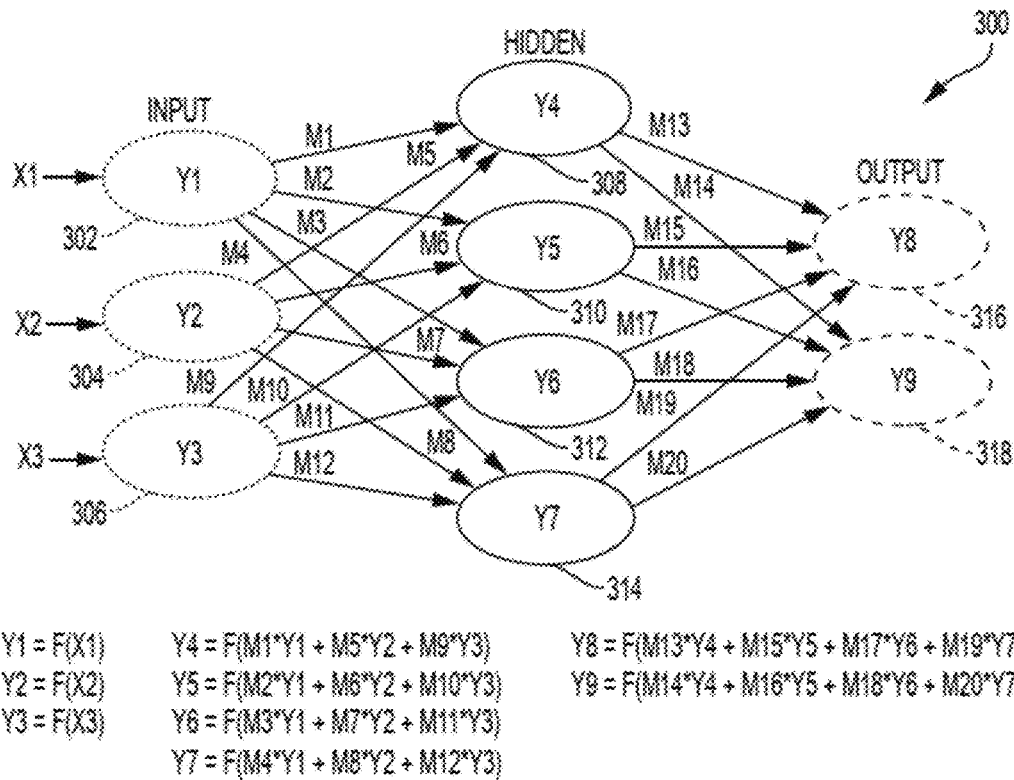 300
HIDDEN
INPUT
OUTPUT
X1
Y1
302
X2
Y2
304
X3
Y3
306
M1
M2
M3
M4
M5
M6
M7
M8
M9
M10
M11
M12
Y4
308
Y5
310
Y6
312
Y7
314
M13
M14
M15
M16
M17
M18
M19
M20
Y8
316
Y9
318
Y1 = F(X1)
Y2 = F(X2)
Y3 = F(X3)
Y4 = F(M1*Y1 + M5*Y2 + M9*Y3)
Y5 = F(M2*Y1 + M6*Y2 + M10*Y3)
Y6 = F(M3*Y1 + M7*Y2 + M11*Y3)
Y7 = F(M4*Y1 + M8*Y2 + M12*Y3)
Y8 = F(M13*Y4 + M15*Y5 + M17*Y6 + M19*Y7
Y9 = F(M14*Y4 + M16*Y5 + M18*Y6 + M20*Y7